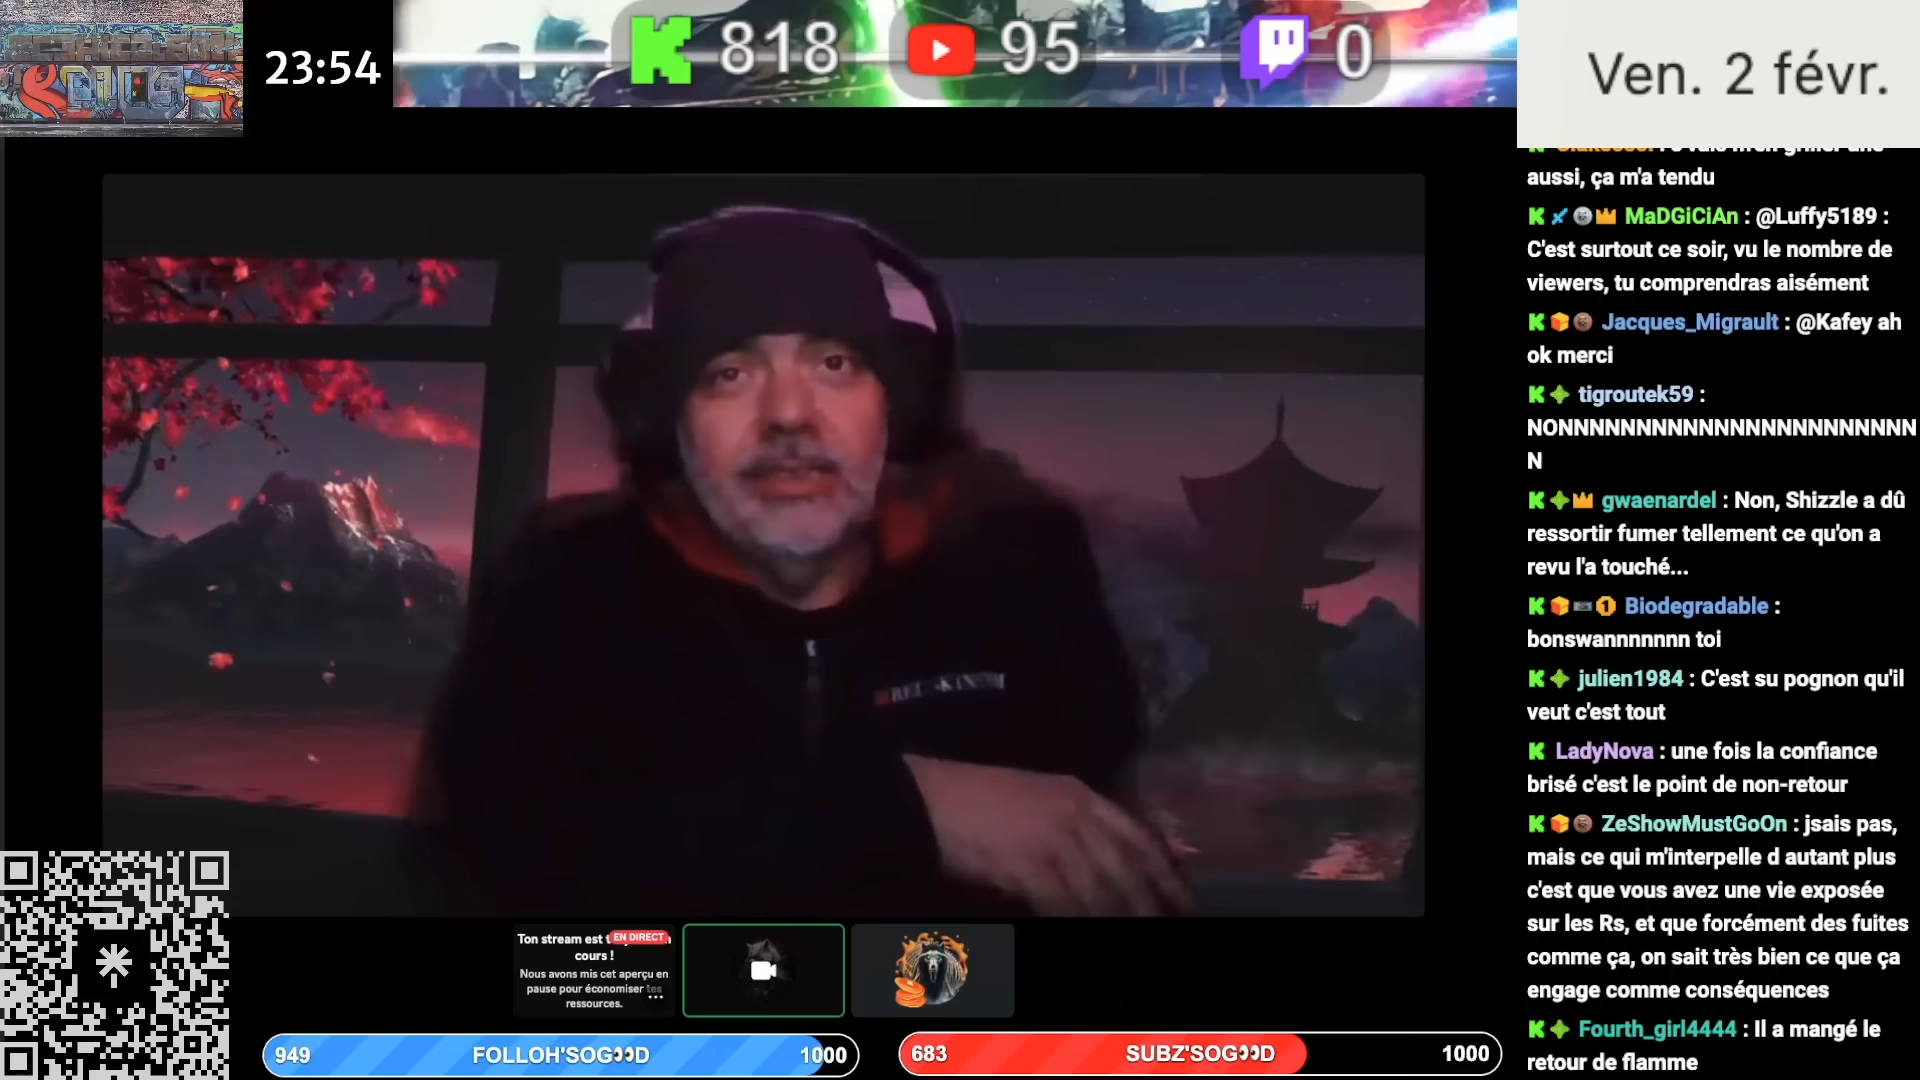 23:54
818
95
0
Ven. 2 févr.
aussi, ça m'a tendu
MaDGiCiAn : @Luffy5189 :
C'est surtout ce soir, vu le nombre de
viewers, tu comprendras aisément
Jacques_Migrault : @Kafey ah
ok merci
tigroutek59 :
NONNNNNNNNNNNNNNNNNNNNNNNN
N
gwaenardel : Non, Shizzle a dû
ressortir fumer tellement ce qu'on a
revu l'a touché...
Biodegradable :
bonswannnnnnn toi
julien1984 : C'est su pognon qu'il
veut c'est tout
LadyNova : une fois la confiance
brisé c'est le point de non-retour
ZeShowMustGoOn : jsais pas,
mais ce qui m'interpelle d autant plus
c'est que vous avez une vie exposée
sur les Rs, et que forcément des fuites
comme ça, on sait très bien ce que ça
engage comme conséquences
Fourth_girl4444 : Il a mangé le
retour de flamme
Ton stream est
EN DIRECT
cours !
Nous avons mis cet aperçu en
pause pour économiser tes
ressources.
949 FOLLOH'SOG👀D 1000
683 SUBZ'SOG👀D 1000